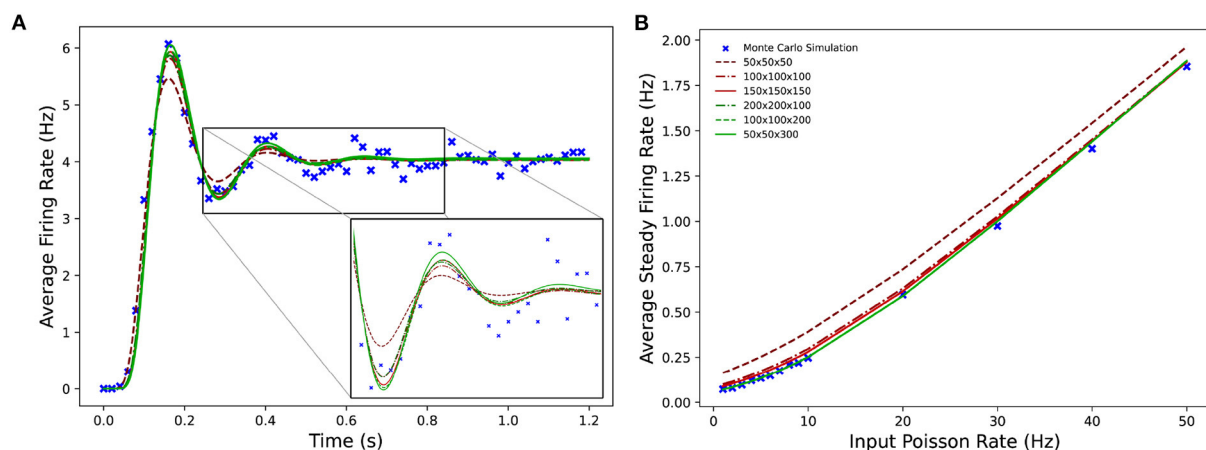 A
Average Firing Rate (Hz)
6
5
4
3
2
1
0
0.0 0.2 0.4 0.6 0.8 1.0 1.2
Time (s)
B
Average Steady Firing Rate (Hz)
2.00
1.75
1.50
1.25
1.00
0.75
0.50
0.25
0.00
Monte Carlo Simulation
50x50x50
100x100x100
150x150x150
200x200x100
100x100x200
50x50x300
0 10 20 30 40 50
Input Poisson Rate (Hz)